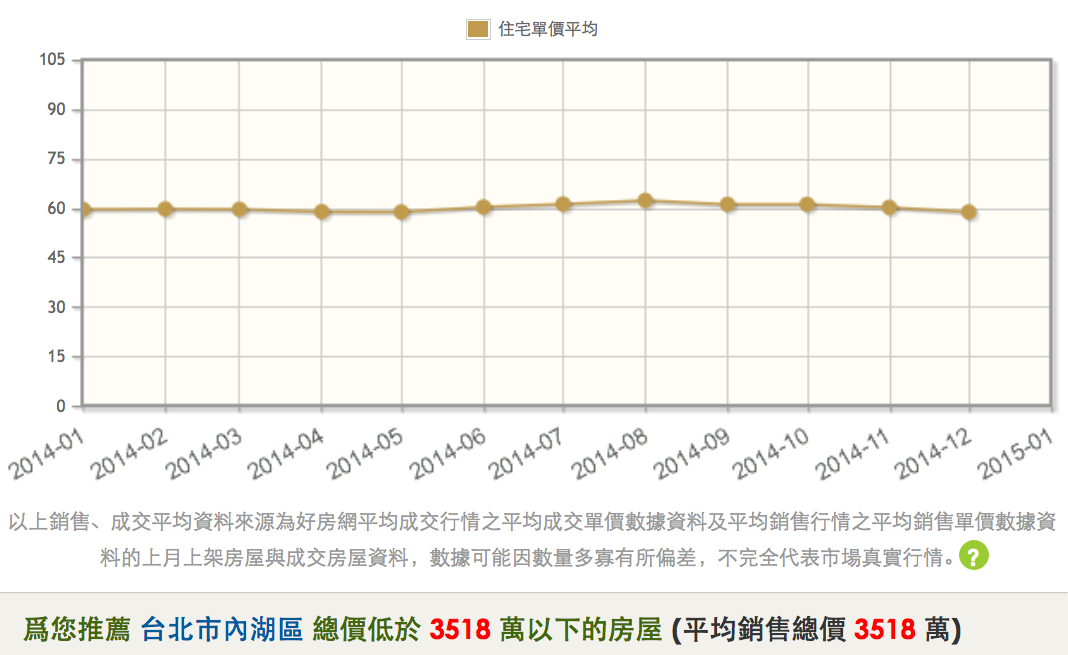 住宅單價平均
105
90
75
60
45
30
15
0
2014-01 2014-02 2014-03 2014-04 2014-05 2014-06 2014-07 2014-08 2014-09 2014-10 2014-11 2014-12 2015-01
以上銷售、成交平均資料來源為好房網平均成交行情之平均成交單價數據資料及平均銷售行情之平均銷售單價數據資
料的上月上架房屋與成交房屋資料，數據可能因數量多寡有所偏差，不完全代表市場真實行情。?
爲您推薦 台北市內湖區 總價低於 3518 萬以下的房屋 (平均銷售總價 3518 萬)